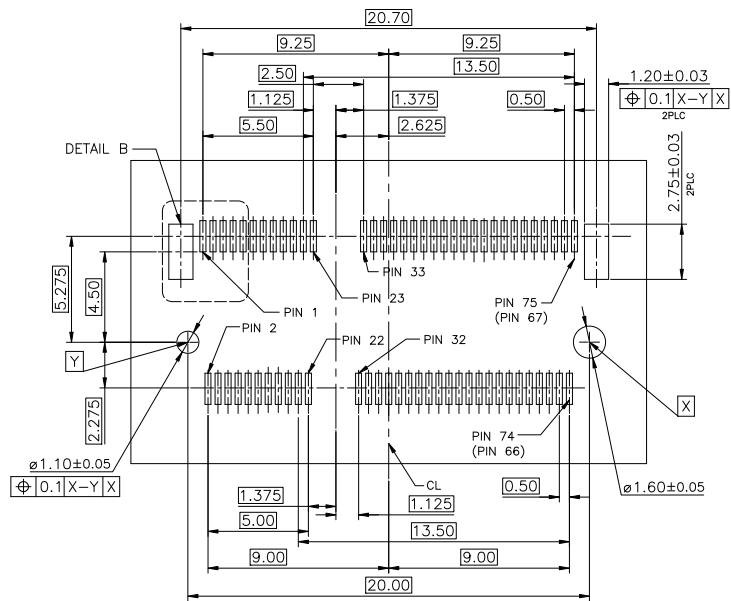 20.70
9.25 9.25
2.50 13.50 1.20±0.03
⌖ 0.1 X-Y X
2PLC
1.125 1.375 0.50
5.50 2.625
DETAIL B
2.75±0.03
2PLC
PIN 33
PIN 23
PIN 75
(PIN 67)
PIN 1
5.275
4.50
PIN 2
PIN 22 PIN 32
Y
X
2.275
PIN 74
(PIN 66)
⌀1.10±0.05
⌖ 0.1 X-Y X
CL
0.50
⌀1.60±0.05
1.375 1.125
5.00 13.50
9.00 9.00
20.00